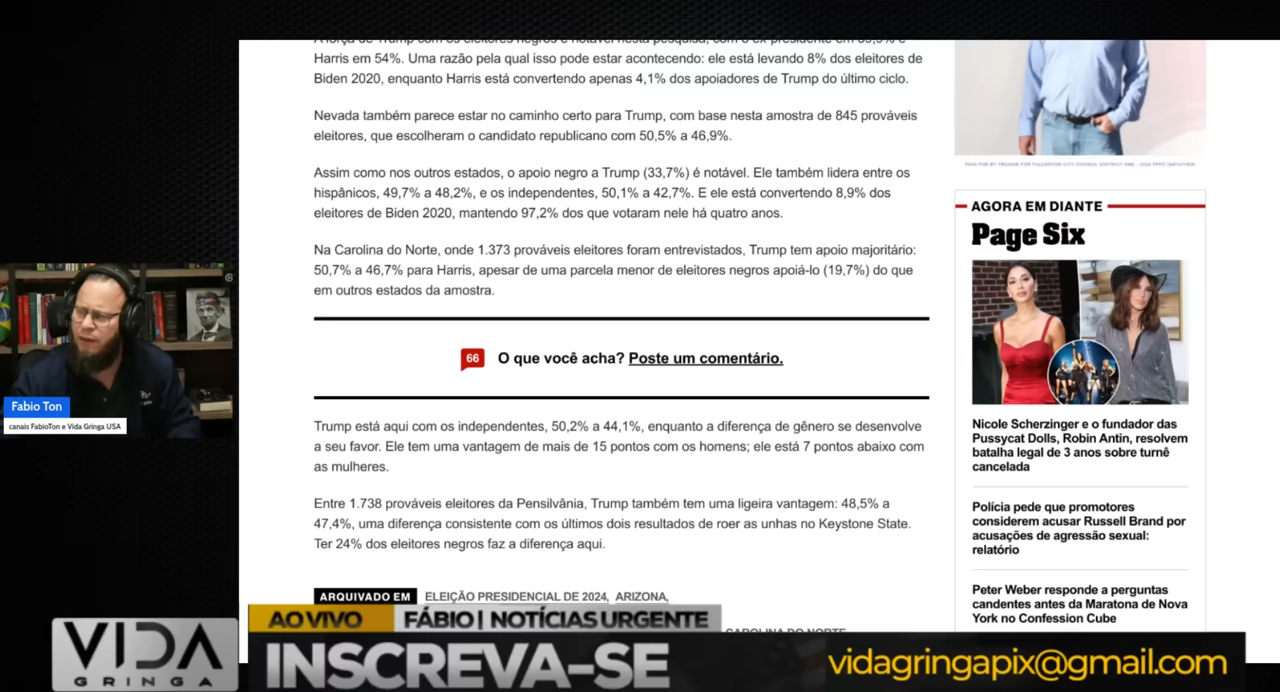 Harris em 54%. Uma razão pela qual isso pode estar acontecendo: ele está levando 8% dos eleitores de
Biden 2020, enquanto Harris está convertendo apenas 4,1% dos apoiadores de Trump do último ciclo.
Nevada também parece estar no caminho certo para Trump, com base nesta amostra de 845 prováveis
eleitores, que escolheram o candidato republicano com 50,5% a 46,9%.
Assim como nos outros estados, o apoio negro a Trump (33,7%) é notável. Ele também lidera entre os
hispânicos, 49,7% a 48,2%, e os independentes, 50,1% a 42,7%. E ele está convertendo 8,9% dos
eleitores de Biden 2020, mantendo 97,2% dos que votaram nele há quatro anos.
Na Carolina do Norte, onde 1.373 prováveis eleitores foram entrevistados, Trump tem apoio majoritário:
50,7% a 46,7% para Harris, apesar de uma parcela menor de eleitores negros apoiá-lo (19,7%) do que
em outros estados da amostra.
66 O que você acha? Poste um comentário.
Trump está aqui com os independentes, 50,2% a 44,1%, enquanto a diferença de gênero se desenvolve
a seu favor. Ele tem uma vantagem de mais de 15 pontos com os homens; ele está 7 pontos abaixo com
as mulheres.
Entre 1.738 prováveis eleitores da Pensilvânia, Trump também tem uma ligeira vantagem: 48,5% a
47,4%, uma diferença consistente com os últimos dois resultados de roer as unhas no Keystone State.
Ter 24% dos eleitores negros faz a diferença aqui.
ARQUIVADO EM ELEIÇÃO PRESIDENCIAL DE 2024, ARIZONA,
CAROLINA DO NORTE
AGORA EM DIANTE
Page Six
Nicole Scherzinger e o fundador das
Pussycat Dolls, Robin Antin, resolvem
batalha legal de 3 anos sobre turnê
cancelada
Polícia pede que promotores
considerem acusar Russell Brand por
acusações de agressão sexual:
relatório
Peter Weber responde a perguntas
candentes antes da Maratona de Nova
York no Confession Cube
Fabio Ton
canais FabioTon e Vida Gringa USA
VIDA
GRINGA
AO VIVO
FÁBIO | NOTÍCIAS URGENTE
INSCREVA-SE
vidagringapix@gmail.com